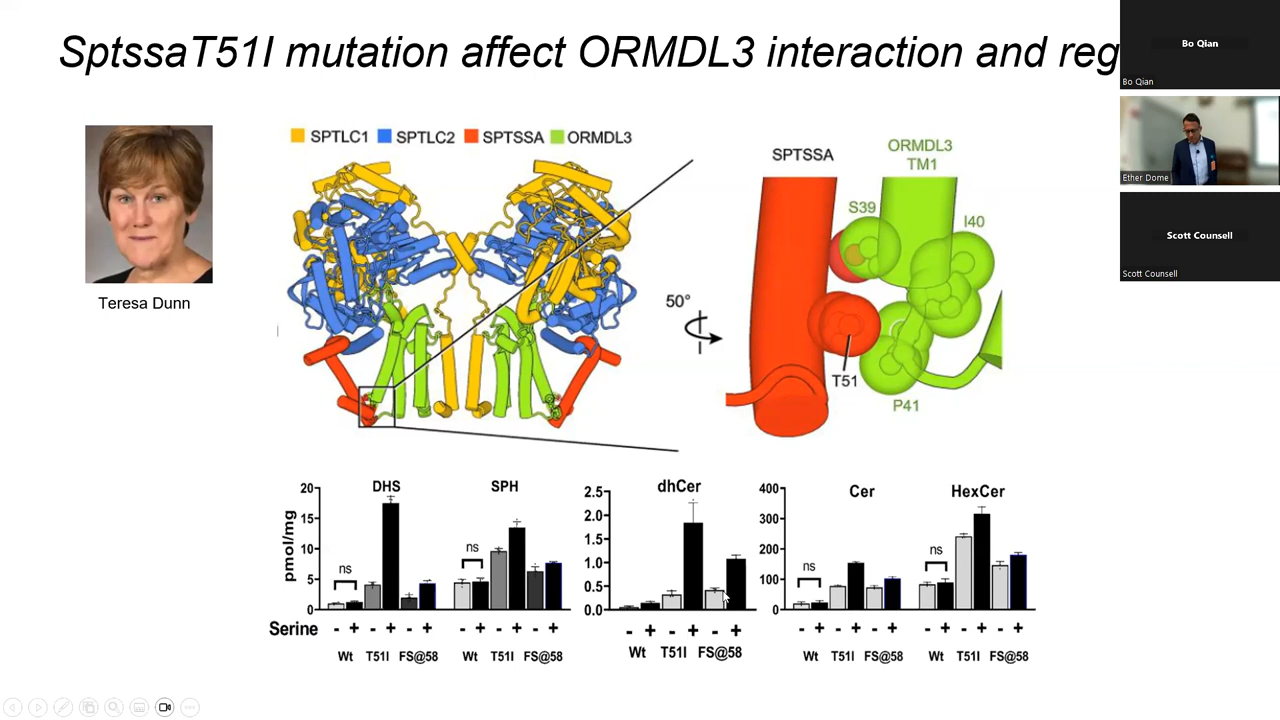 SptssaT51I mutation affect ORMDL3 interaction and reg
Bo Qian
Bo Qian
Ether Dome
Scott Counsell
Scott Counsell
Teresa Dunn
SPTLC1 SPTLC2 SPTSSA ORMDL3
SPTSSA
ORMDL3
TM1
S39
I40
50°
T51
P41
pmol/mg
20
15
10
5
0
DHS
ns
SPH
ns
2.5
2.0
1.5
1.0
0.5
0.0
dhCer
400
300
200
100
0
Cer
ns
HexCer
ns
Serine - + - + - + - + - + - + - + - + - + - + - + - + - + - + - +
Wt T51I FS@58 Wt T51I FS@58 Wt T51I FS@58 Wt T51I FS@58 Wt T51I FS@58